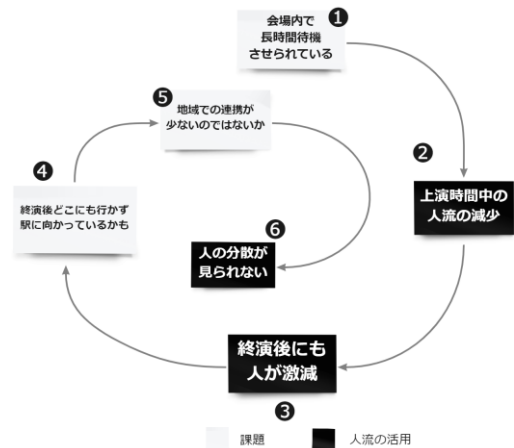 ❶
会場内で
長時間待機
させられている
❷
上演時間中の
人流の減少
❸
終演後にも
人が激減
❹
終演後どこにも行かず
駅に向かっているかも
❺
地域での連携が
少ないのではないか
❻
人の分散が
見られない
課題
人流の活用